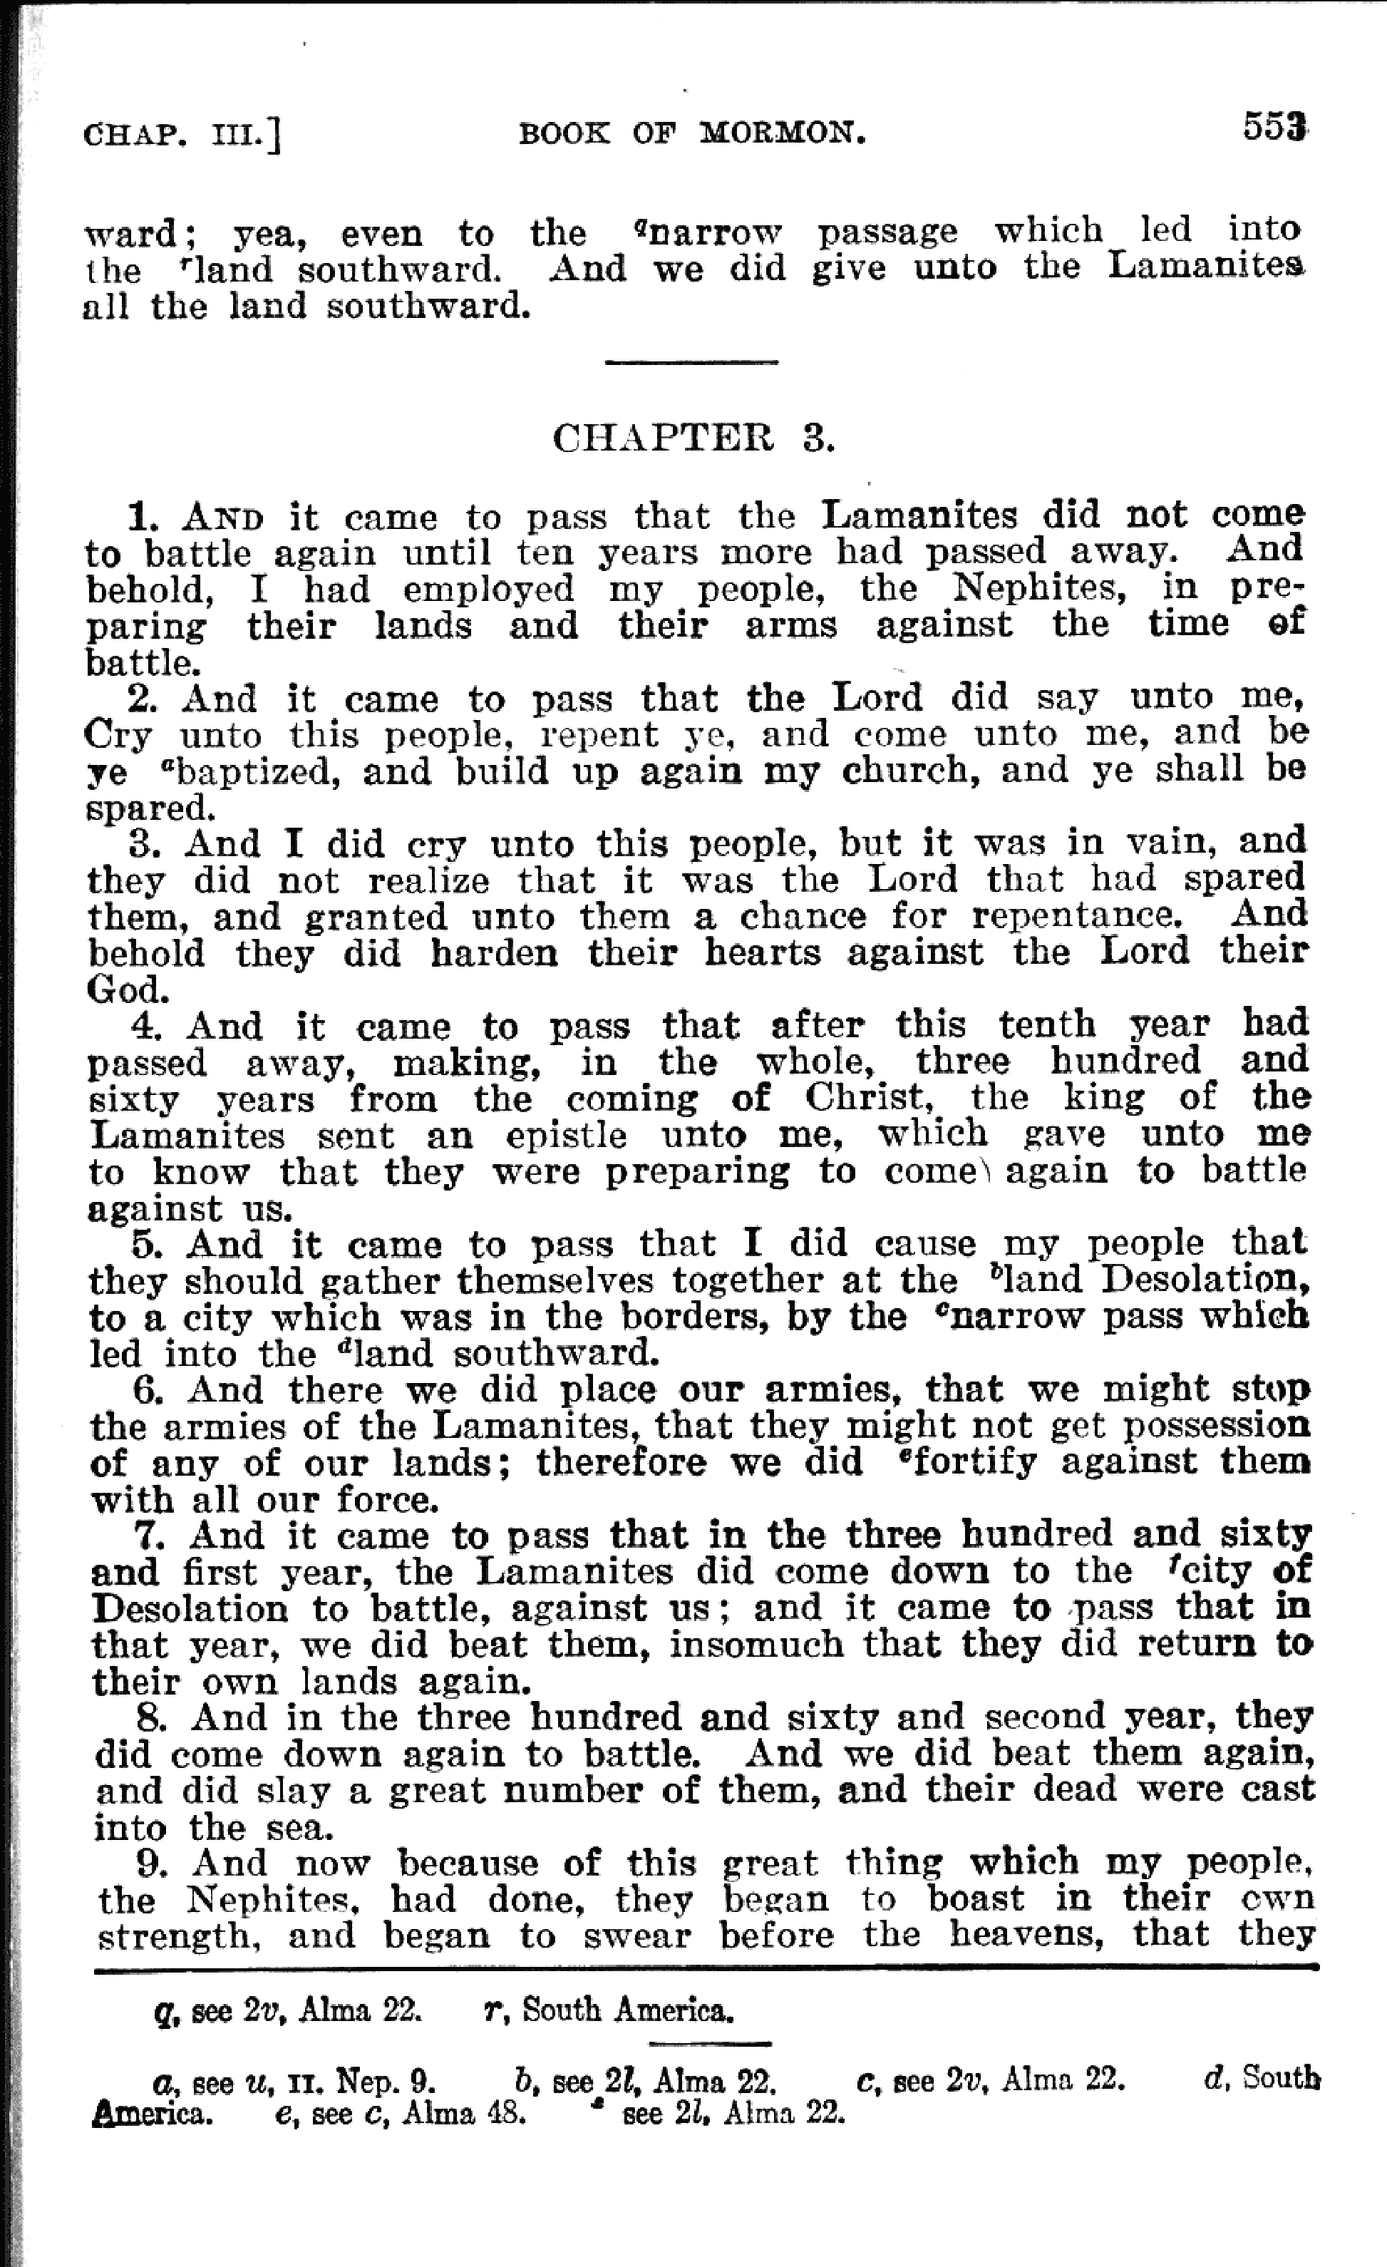 CHAP. III.] BOOK OF MORMON. 553
ward; yea, even to the qnarrow passage which led into
the rland southward. And we did give unto the Lamanites
all the land southward.
CHAPTER 3.
1. AND it came to pass that the Lamanites did not come
to battle again until ten years more had passed away. And
behold, I had employed my people, the Nephites, in pre-
paring their lands and their arms against the time of
battle.
2. And it came to pass that the Lord did say unto me,
Cry unto this people, repent ye, and come unto me, and be
ye abaptized, and build up again my church, and ye shall be
spared.
3. And I did cry unto this people, but it was in vain, and
they did not realize that it was the Lord that had spared
them, and granted unto them a chance for repentance. And
behold they did harden their hearts against the Lord their
God.
4. And it came to pass that after this tenth year had
passed away, making, in the whole, three hundred and
sixty years from the coming of Christ, the king of the
Lamanites sent an epistle unto me, which gave unto me
to know that they were preparing to come again to battle
against us.
5. And it came to pass that I did cause my people that
they should gather themselves together at the bland Desolation,
to a city which was in the borders, by the cnarrow pass which
led into the dland southward.
6. And there we did place our armies, that we might stop
the armies of the Lamanites, that they might not get possession
of any of our lands; therefore we did efortify against them
with all our force.
7. And it came to pass that in the three hundred and sixty
and first year, the Lamanites did come down to the fcity of
Desolation to battle, against us; and it came to pass that in
that year, we did beat them, insomuch that they did return to
their own lands again.
8. And in the three hundred and sixty and second year, they
did come down again to battle. And we did beat them again,
and did slay a great number of them, and their dead were cast
into the sea.
9. And now because of this great thing which my people,
the Nephites, had done, they began to boast in their own
strength, and began to swear before the heavens, that they
q, see 2v, Alma 22. r, South America.
a, see u, II. Nep. 9. b, see 2l, Alma 22. c, see 2v, Alma 22. d, South
America. e, see c, Alma 48. see 2l, Alma 22.